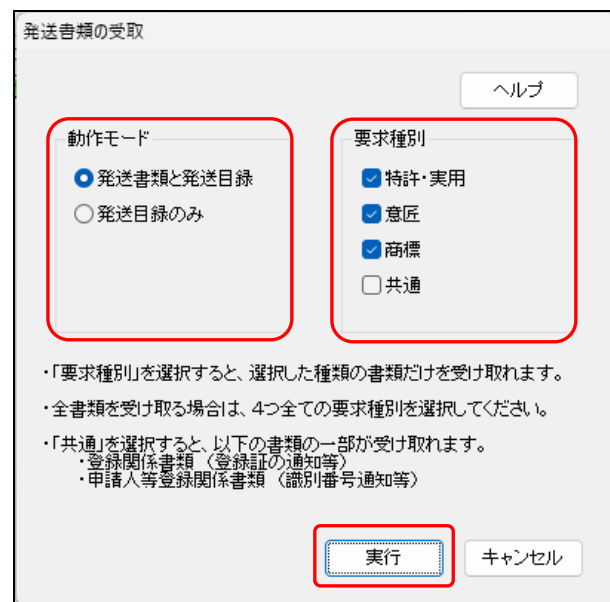 発送書類の受取
ヘルプ
動作モード
発送書類と発送目録
発送目録のみ
要求種別
特許・実用
意匠
商標
共通
・「要求種別」を選択すると、選択した種類の書類だけを受け取れます。
・全書類を受け取る場合は、4つ全ての要求種別を選択してください。
・「共通」を選択すると、以下の書類の一部が受け取れます。
・登録関係書類（登録証の通知等）
・申請人等登録関係書類（識別番号通知等）
実行
キャンセル